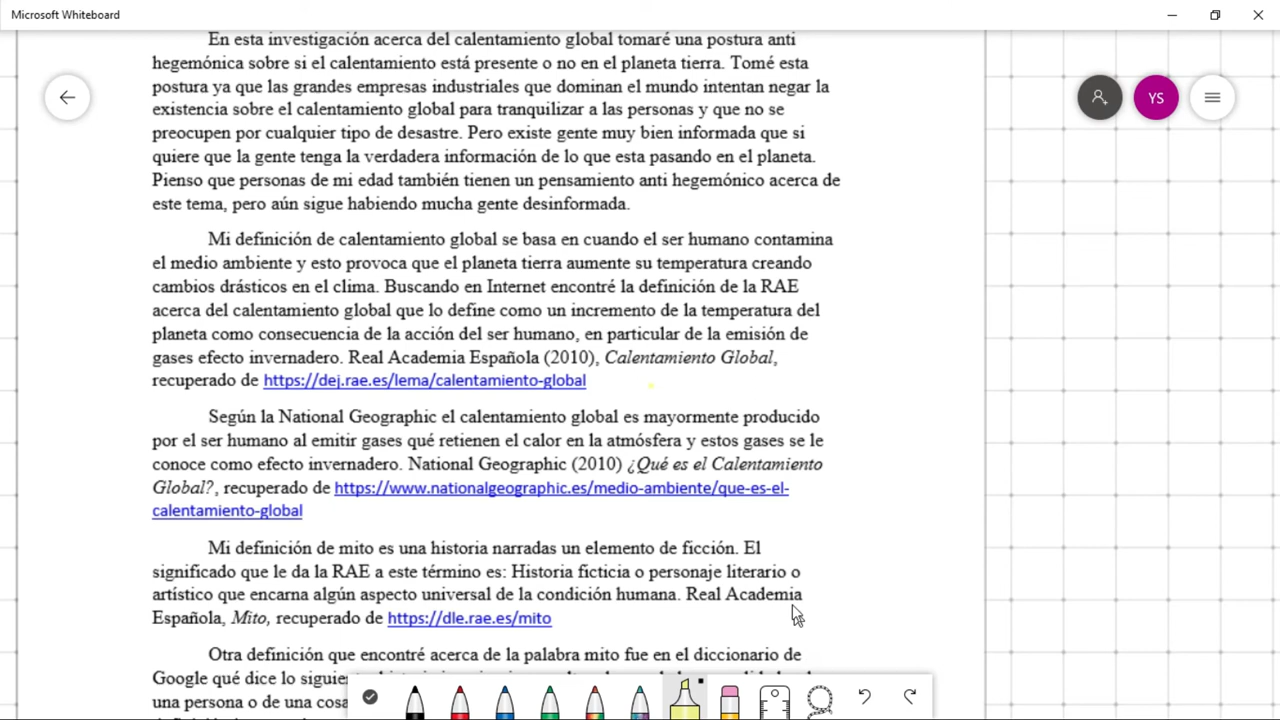 Microsoft Whiteboard
En esta investigación acerca del calentamiento global tomaré una postura anti
hegemónica sobre si el calentamiento está presente o no en el planeta tierra. Tomé esta
postura ya que las grandes empresas industriales que dominan el mundo intentan negar la
existencia sobre el calentamiento global para tranquilizar a las personas y que no se
preocupen por cualquier tipo de desastre. Pero existe gente muy bien informada que si
quiere que la gente tenga la verdadera información de lo que esta pasando en el planeta.
Pienso que personas de mi edad también tienen un pensamiento anti hegemónico acerca de
este tema, pero aún sigue habiendo mucha gente desinformada.
YS
Mi definición de calentamiento global se basa en cuando el ser humano contamina
el medio ambiente y esto provoca que el planeta tierra aumente su temperatura creando
cambios drásticos en el clima. Buscando en Internet encontré la definición de la RAE
acerca del calentamiento global que lo define como un incremento de la temperatura del
planeta como consecuencia de la acción del ser humano, en particular de la emisión de
gases efecto invernadero. Real Academia Española (2010), Calentamiento Global,
recuperado de https://dej.rae.es/lema/calentamiento-global
Según la National Geographic el calentamiento global es mayormente producido
por el ser humano al emitir gases qué retienen el calor en la atmósfera y estos gases se le
conoce como efecto invernadero. National Geographic (2010) ¿Qué es el Calentamiento
Global?, recuperado de https://www.nationalgeographic.es/medio-ambiente/que-es-el-
calentamiento-global
Mi definición de mito es una historia narradas un elemento de ficción. El
significado que le da la RAE a este término es: Historia ficticia o personaje literario o
artístico que encarna algún aspecto universal de la condición humana. Real Academia
Española, Mito, recuperado de https://dle.rae.es/mito
Otra definición que encontré acerca de la palabra mito fue en el diccionario de
Google qué dice lo
una persona o de una cosa